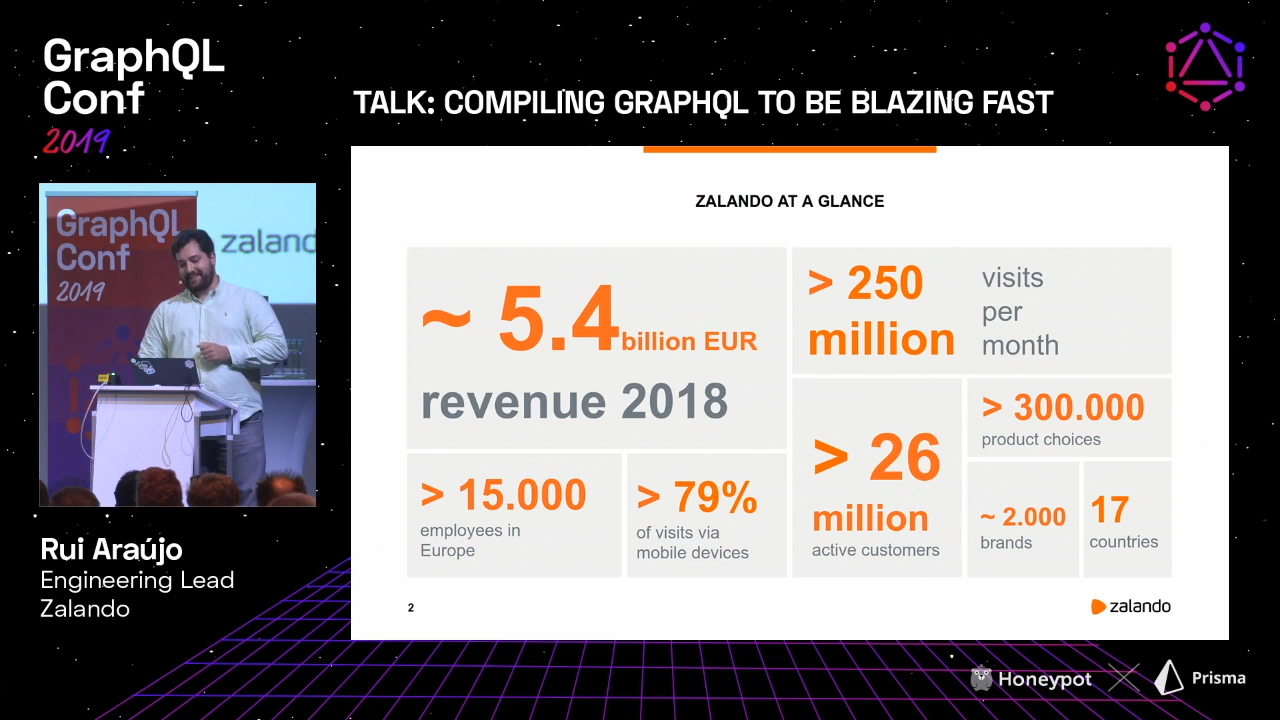 GraphQL
Conf
2019
TALK: COMPILING GRAPHQL TO BE BLAZING FAST
GraphQL
Conf
2019
zaland
Rui Araújo
Engineering Lead
Zalando
ZALANDO AT A GLANCE
~ 5.4 billion EUR
revenue 2018
> 250
million
visits
per
month
> 15.000
employees in
Europe
> 79%
of visits via
mobile devices
> 26
million
active customers
> 300.000
product choices
~ 2.000
brands
17
countries
2
zalando
Honeypot
Prisma